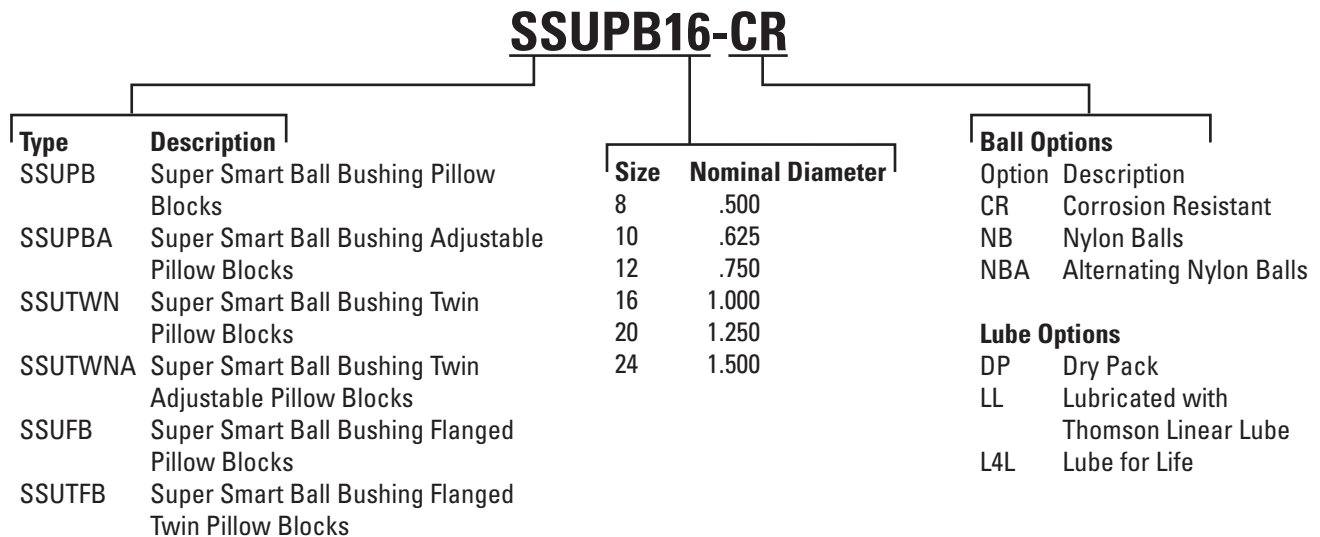 SSUPB16-CR
Type Description
SSUPB Super Smart Ball Bushing Pillow
Blocks
SSUPBA Super Smart Ball Bushing Adjustable
Pillow Blocks
SSUTWN Super Smart Ball Bushing Twin
Pillow Blocks
SSUTWNA Super Smart Ball Bushing Twin
Adjustable Pillow Blocks
SSUFB Super Smart Ball Bushing Flanged
Pillow Blocks
SSUTFB Super Smart Ball Bushing Flanged
Twin Pillow Blocks
Size Nominal Diameter
8 .500
10 .625
12 .750
16 1.000
20 1.250
24 1.500
Ball Options
Option Description
CR Corrosion Resistant
NB Nylon Balls
NBA Alternating Nylon Balls
Lube Options
DP Dry Pack
LL Lubricated with
Thomson Linear Lube
L4L Lube for Life